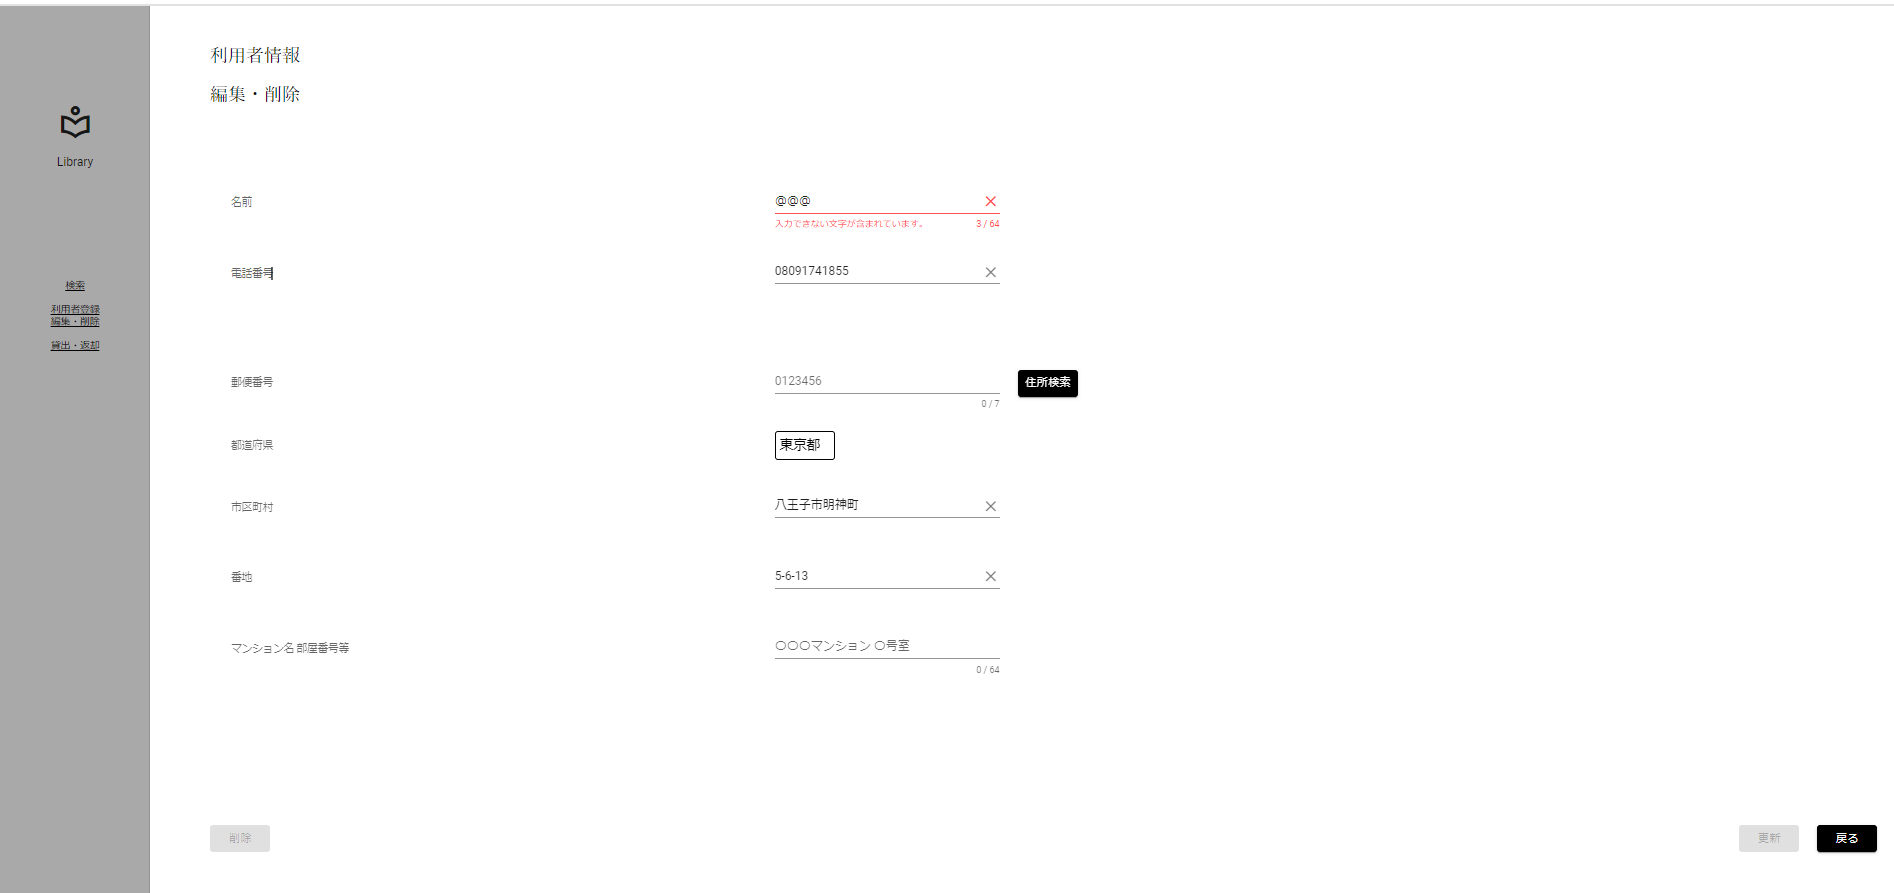 利用者情報
編集・削除
Library
検索
利用者登録
編集・削除
貸出・返却
名前
@@@
入力できない文字が含まれています。
3 / 64
電話番号
08091741855
郵便番号
0123456
住所検索
0 / 7
都道府県
東京都
市区町村
八王子市明神町
番地
5-6-13
マンション名 部屋番号等
〇〇〇マンション 〇号室
0 / 64
削除
更新
戻る